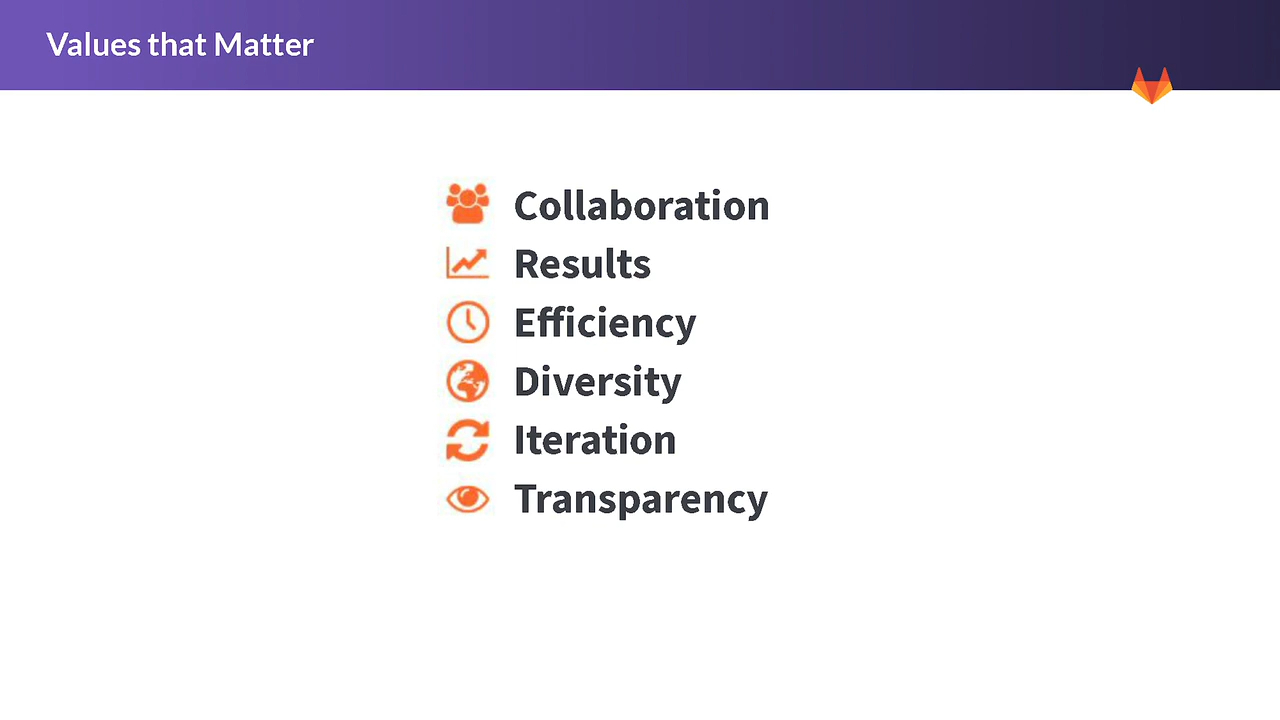 Values that Matter
Collaboration
Results
Efficiency
Diversity
Iteration
Transparency